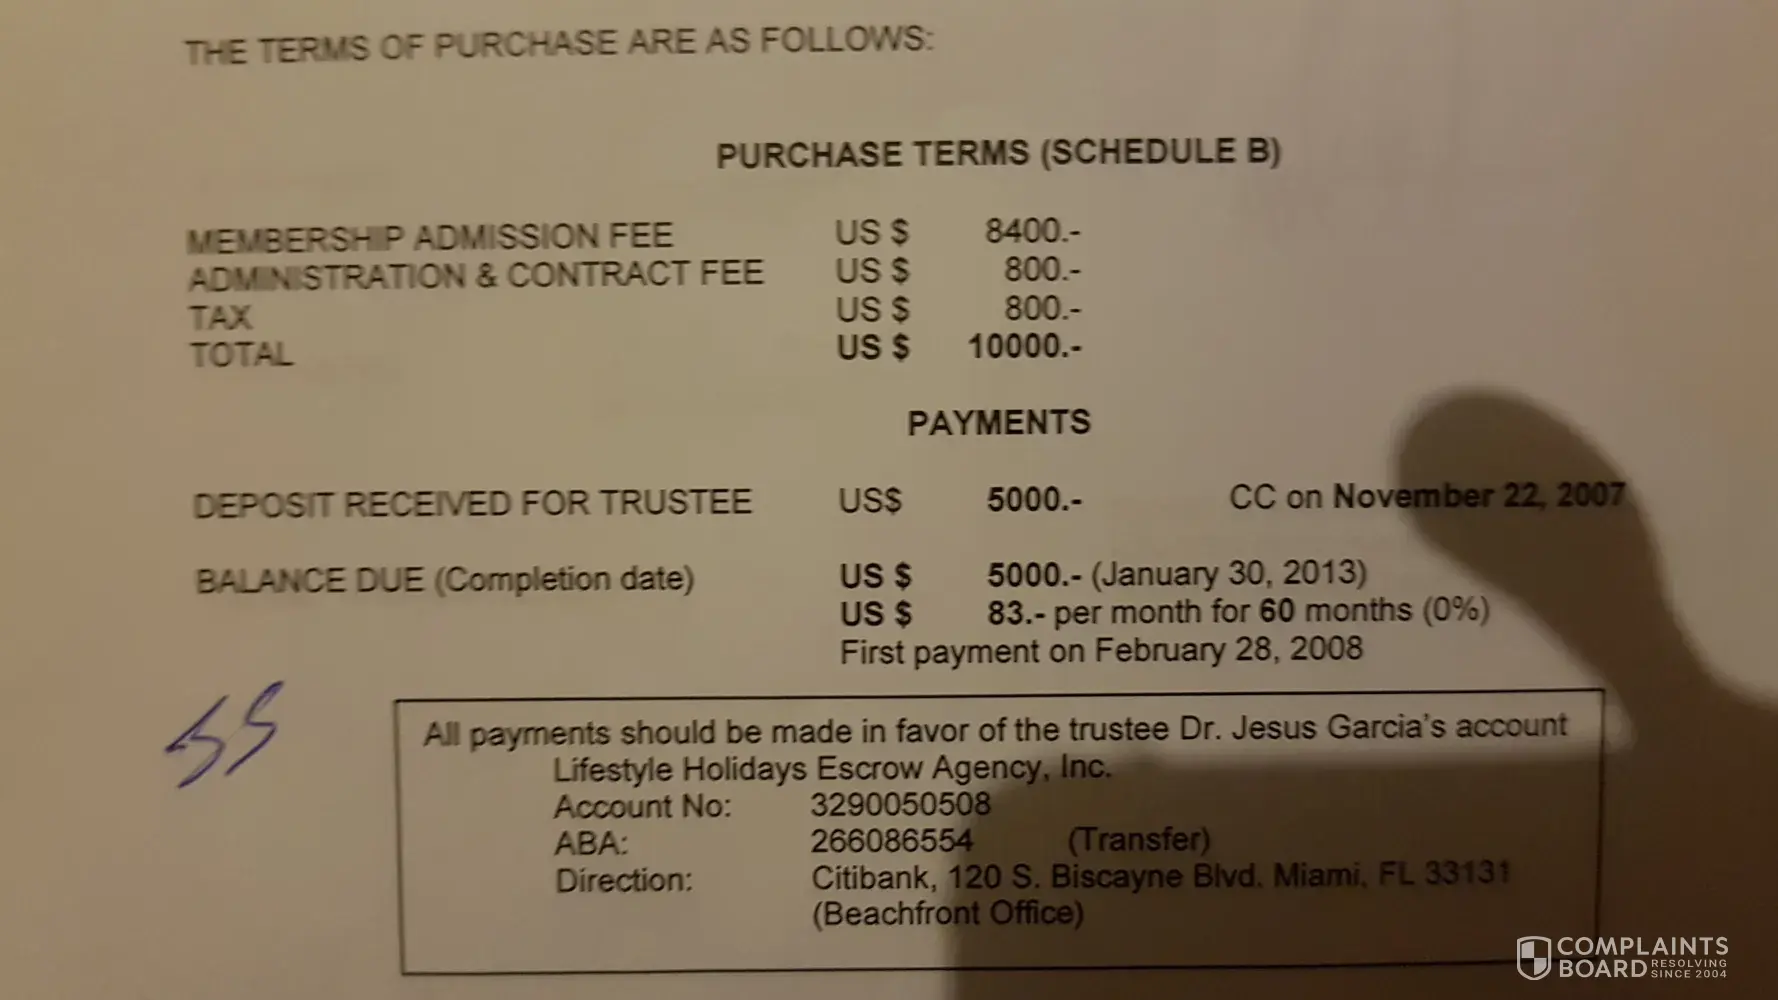 THE TERMS OF PURCHASE ARE AS FOLLOWS:
PURCHASE TERMS (SCHEDULE B)
MEMBERSHIP ADMISSION FEE US $ 8400.-
ADMINISTRATION & CONTRACT FEE US $ 800.-
TAX US $ 800.-
TOTAL US $ 10000.-
PAYMENTS
DEPOSIT RECEIVED FOR TRUSTEE US$ 5000.- CC on November 22, 2007
BALANCE DUE (Completion date) US $ 5000.- (January 30, 2013)
US $ 83.- per month for 60 months (0%)
First payment on February 28, 2008
All payments should be made in favor of the trustee Dr. Jesus Garcia's account
Lifestyle Holidays Escrow Agency, Inc.
Account No: 3290050508
ABA: 266086554 (Transfer)
Direction: Citibank, 120 S. Biscayne Blvd. Miami, FL 33131
(Beachfront Office)
COMPLAINTS
BOARD RESOLVING
SINCE 2004